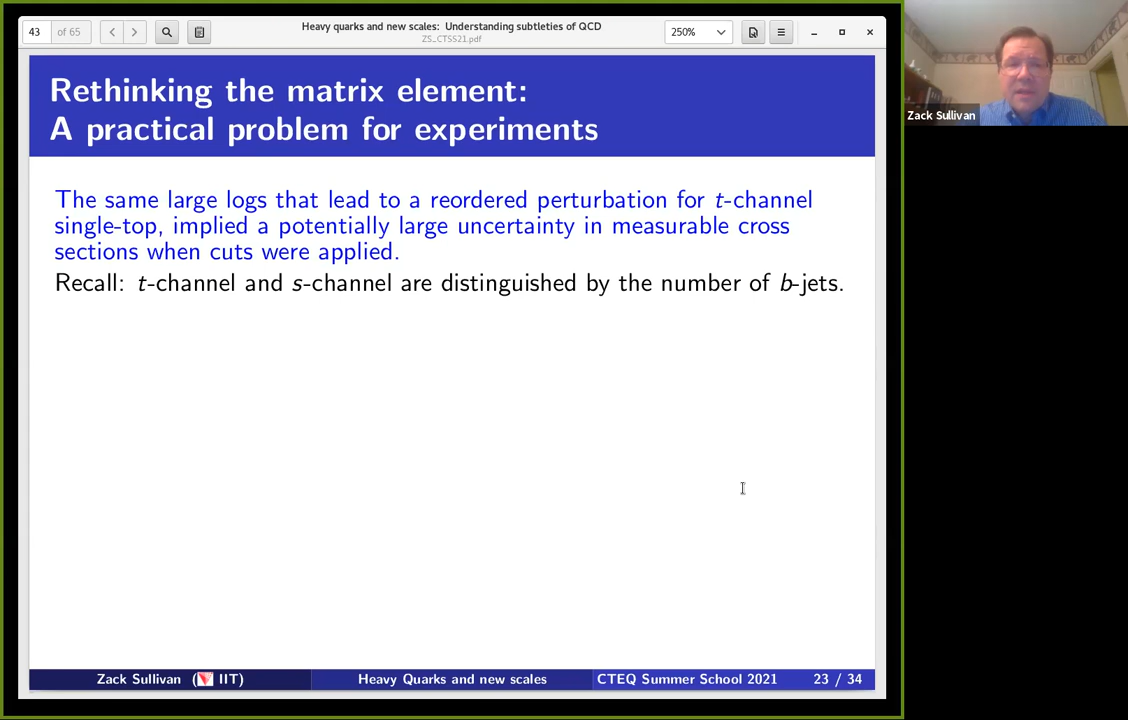 43 of 65
Heavy quarks and new scales: Understanding subtleties of QCD
ZS_CTSS21.pdf
250%
Rethinking the matrix element:
A practical problem for experiments
The same large logs that lead to a reordered perturbation for t-channel
single-top, implied a potentially large uncertainty in measurable cross
sections when cuts were applied.
Recall: t-channel and s-channel are distinguished by the number of b-jets.
Zack Sullivan (IIT) Heavy Quarks and new scales CTEQ Summer School 2021 23 / 34
Zack Sullivan